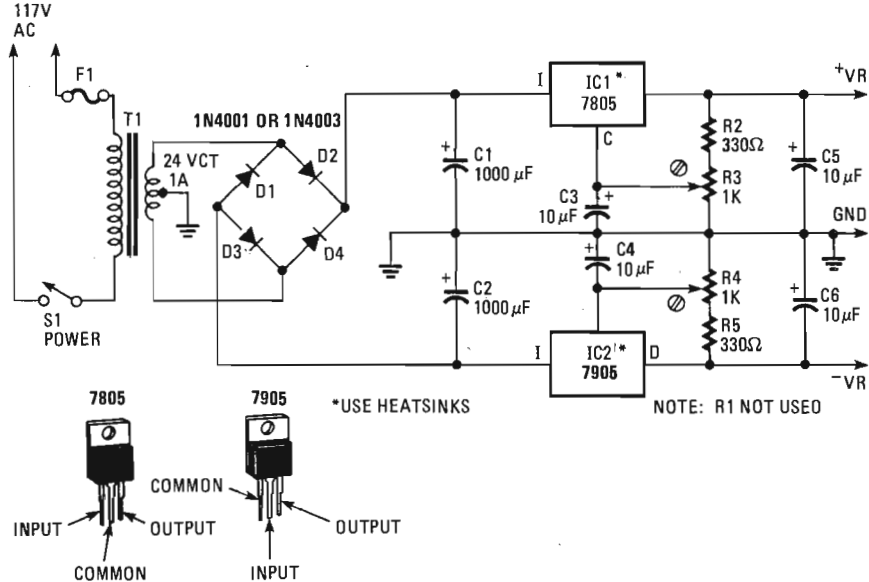 117V
AC
F1
T1
24 VCT
1A
S1
POWER
1N4001 OR 1N4003
D1
D2
D3
D4
+
C1
1000 µF
+
C2
1000 µF
I
IC1*
7805
C
C3
+
10 µF
+
C4
10 µF
I
IC2*
7905
D
R2
330Ω
R3
1K
R4
1K
R5
330Ω
+
C5
10 µF
+
C6
10 µF
+VR
GND
-VR
*USE HEATSINKS
NOTE: R1 NOT USED
7805
INPUT
COMMON
OUTPUT
7905
COMMON
INPUT
OUTPUT